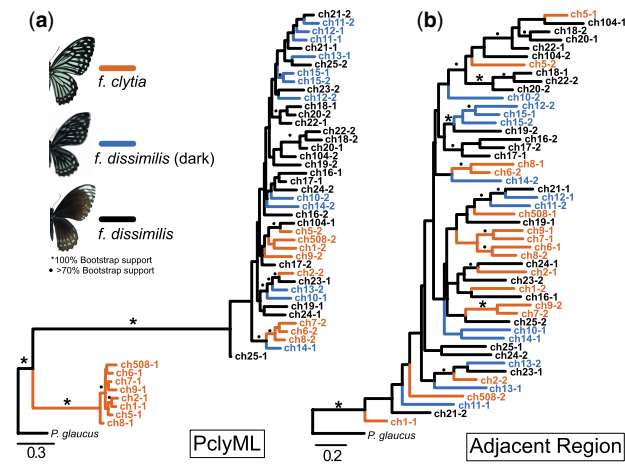 (a)
f. clytia
f. dissimilis (dark)
f. dissimilis
*100% Bootstrap support
• >70% Bootstrap support
ch21-2
ch11-2
ch12-1
ch11-1
ch21-1
ch13-1
ch25-2
ch15-1
ch15-2
ch23-2
ch12-2
ch18-1
ch20-2
ch22-1
ch22-2
ch18-2
ch20-1
ch104-2
ch19-2
ch16-1
ch17-1
ch24-2
ch10-2
ch14-2
ch16-2
ch104-1
ch5-2
ch508-2
ch1-2
ch9-2
ch17-2
ch2-2
ch23-1
ch13-2
ch10-1
ch19-1
ch24-1
ch7-2
ch6-2
ch8-2
ch14-1
ch25-1
*
*
*
ch508-1
ch6-1
ch7-1
ch9-1
ch2-1
ch1-1
ch5-1
ch8-1
P. glaucus
0.3
PclyML
(b)
ch5-1
ch104-1
ch18-2
ch20-1
ch22-1
ch104-2
ch5-2
ch18-1
ch22-2
ch20-2
*
ch10-2
ch12-2
ch15-1
ch15-2
*
ch19-2
ch16-2
ch17-2
ch17-1
ch8-1
ch6-2
ch14-2
ch21-1
ch12-1
ch11-2
ch508-1
ch19-1
ch9-1
ch7-1
ch6-1
ch8-2
ch24-1
ch2-1
ch23-2
ch1-2
ch16-1
ch9-2
*
ch7-2
ch25-2
ch10-1
ch14-1
ch25-1
ch24-2
ch13-2
ch23-1
ch2-2
ch13-1
ch508-2
ch11-1
ch21-2
*
ch1-1
P. glaucus
0.2
Adjacent Region